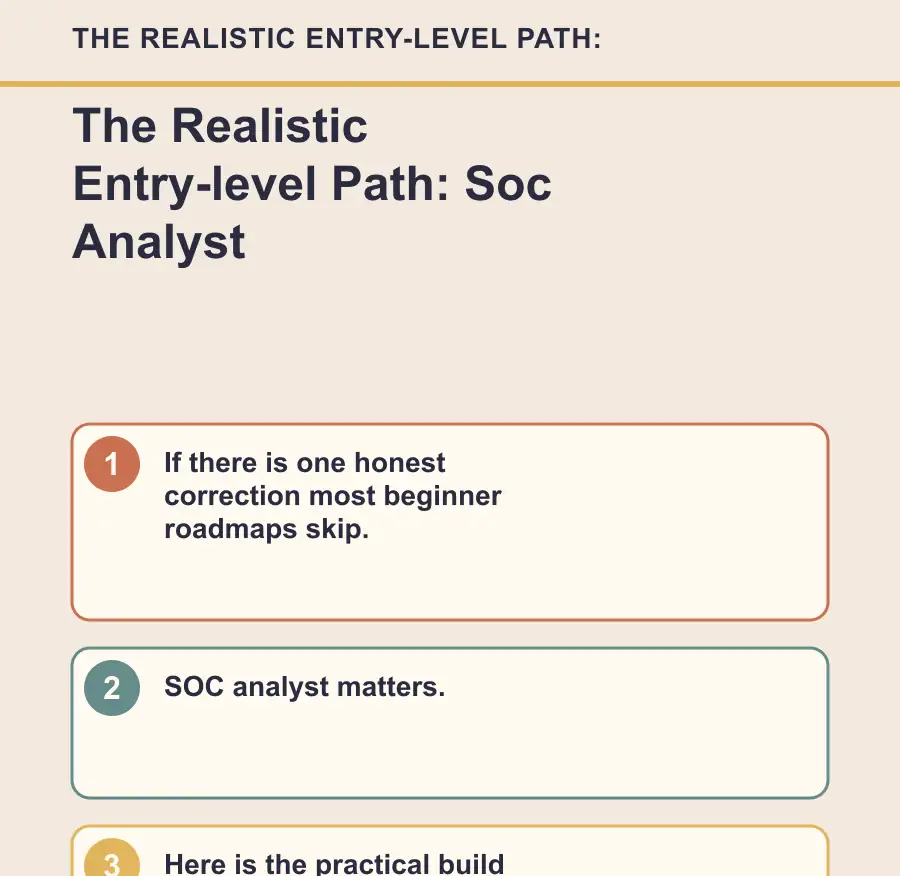 THE REALISTIC ENTRY-LEVEL PATH:
The Realistic
Entry-level Path: Soc
Analyst
1
If there is one honest
correction most beginner
roadmaps skip.
2
SOC analyst matters.
3
Here is the practical build